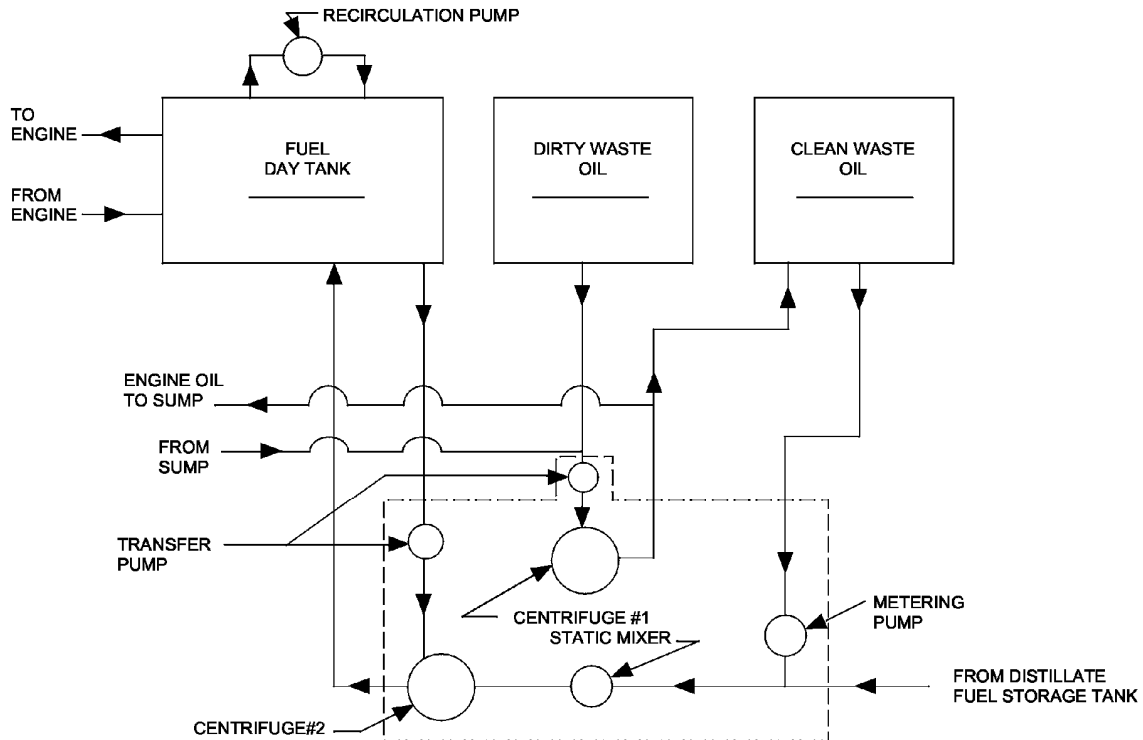 RECIRCULATION PUMP
TO
ENGINE
FROM
ENGINE
FUEL
DAY TANK
DIRTY WASTE
OIL
CLEAN WASTE
OIL
ENGINE OIL
TO SUMP
FROM
SUMP
TRANSFER
PUMP
CENTRIFUGE #1
STATIC MIXER
METERING
PUMP
FROM DISTILLATE
FUEL STORAGE TANK
CENTRIFUGE#2